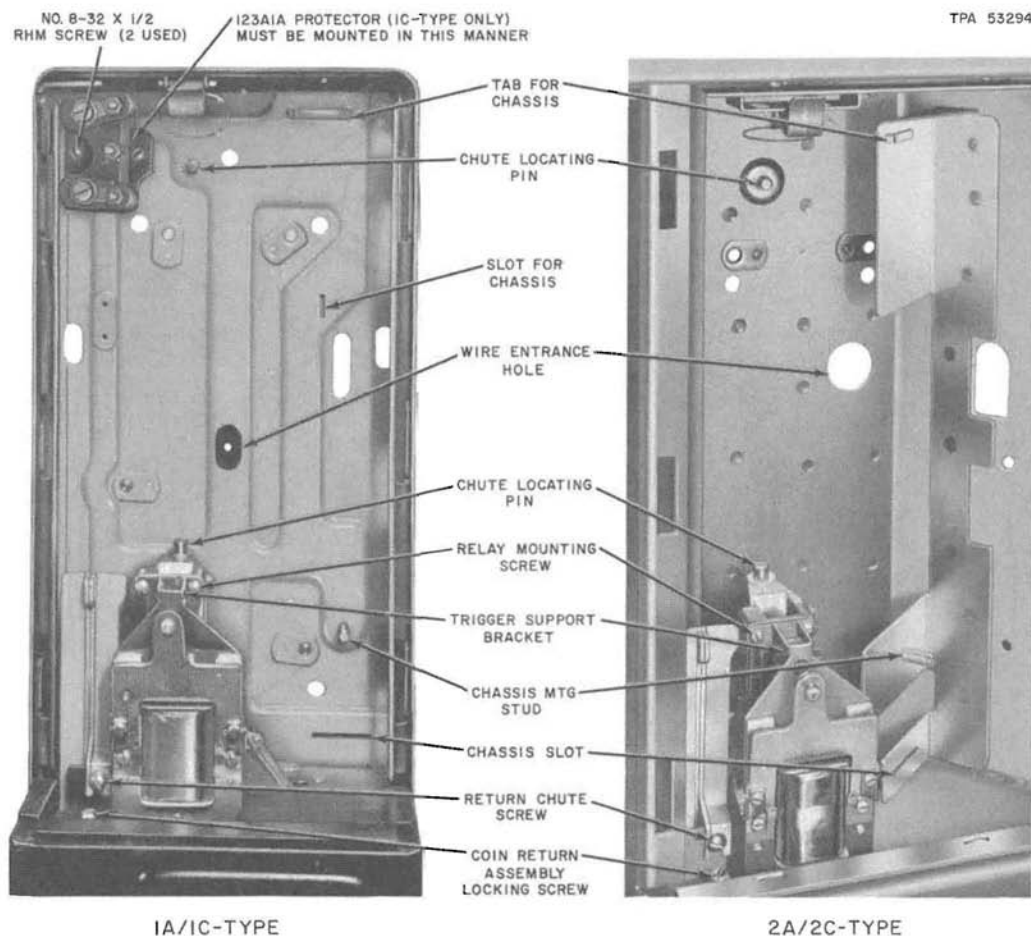 NO. 8-32 X 1/2
RHM SCREW (2 USED)
123A1A PROTECTOR (1C-TYPE ONLY)
MUST BE MOUNTED IN THIS MANNER
TPA 532943
TAB FOR
CHASSIS
CHUTE LOCATING
PIN
SLOT FOR
CHASSIS
WIRE ENTRANCE
HOLE
CHUTE LOCATING
PIN
RELAY MOUNTING
SCREW
TRIGGER SUPPORT
BRACKET
CHASSIS MTG
STUD
CHASSIS SLOT
RETURN CHUTE
SCREW
COIN RETURN
ASSEMBLY
LOCKING SCREW
1A/1C-TYPE
2A/2C-TYPE